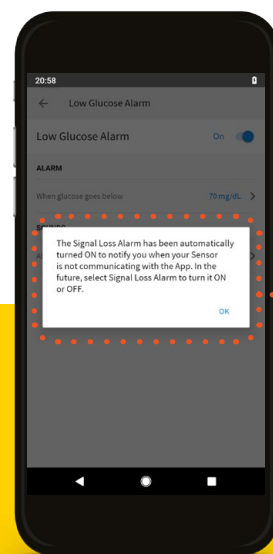 20:58
Low Glucose Alarm
Low Glucose Alarm On
ALARM
When glucose goes below 70 mg/dL
The Signal Loss Alarm has been automatically
turned ON to notify you when your Sensor
is not communicating with the App. In the
future, select Signal Loss Alarm to turn it ON
or OFF.
OK